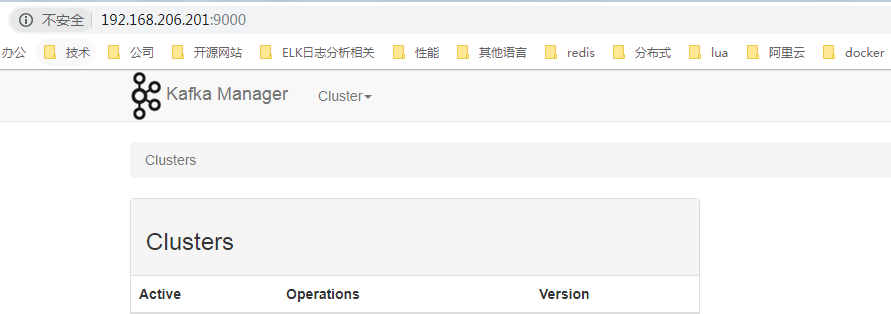 不安全 192.168.206.201:9000
办公 技术 公司 开源网站 ELK日志分析相关 性能 其他语言 redis 分布式 lua 阿里云 docker
Kafka Manager Cluster
Clusters
Clusters
Active Operations Version